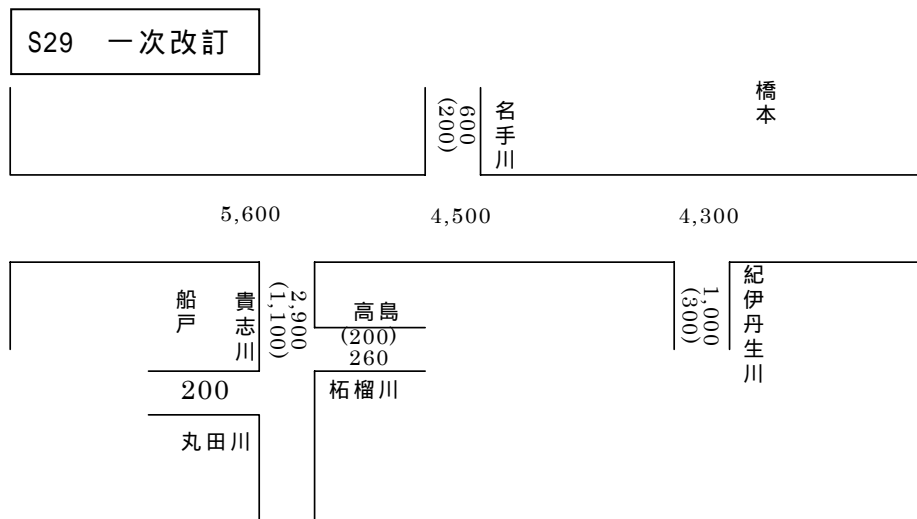 S29 一次改訂
橋本
600
(200)
名手川
5,600
4,500
4,300
船戸
貴志川
2,900
(1,100)
高島
(200)
260
1,000
(300)
紀伊丹生川
200
柘榴川
丸田川